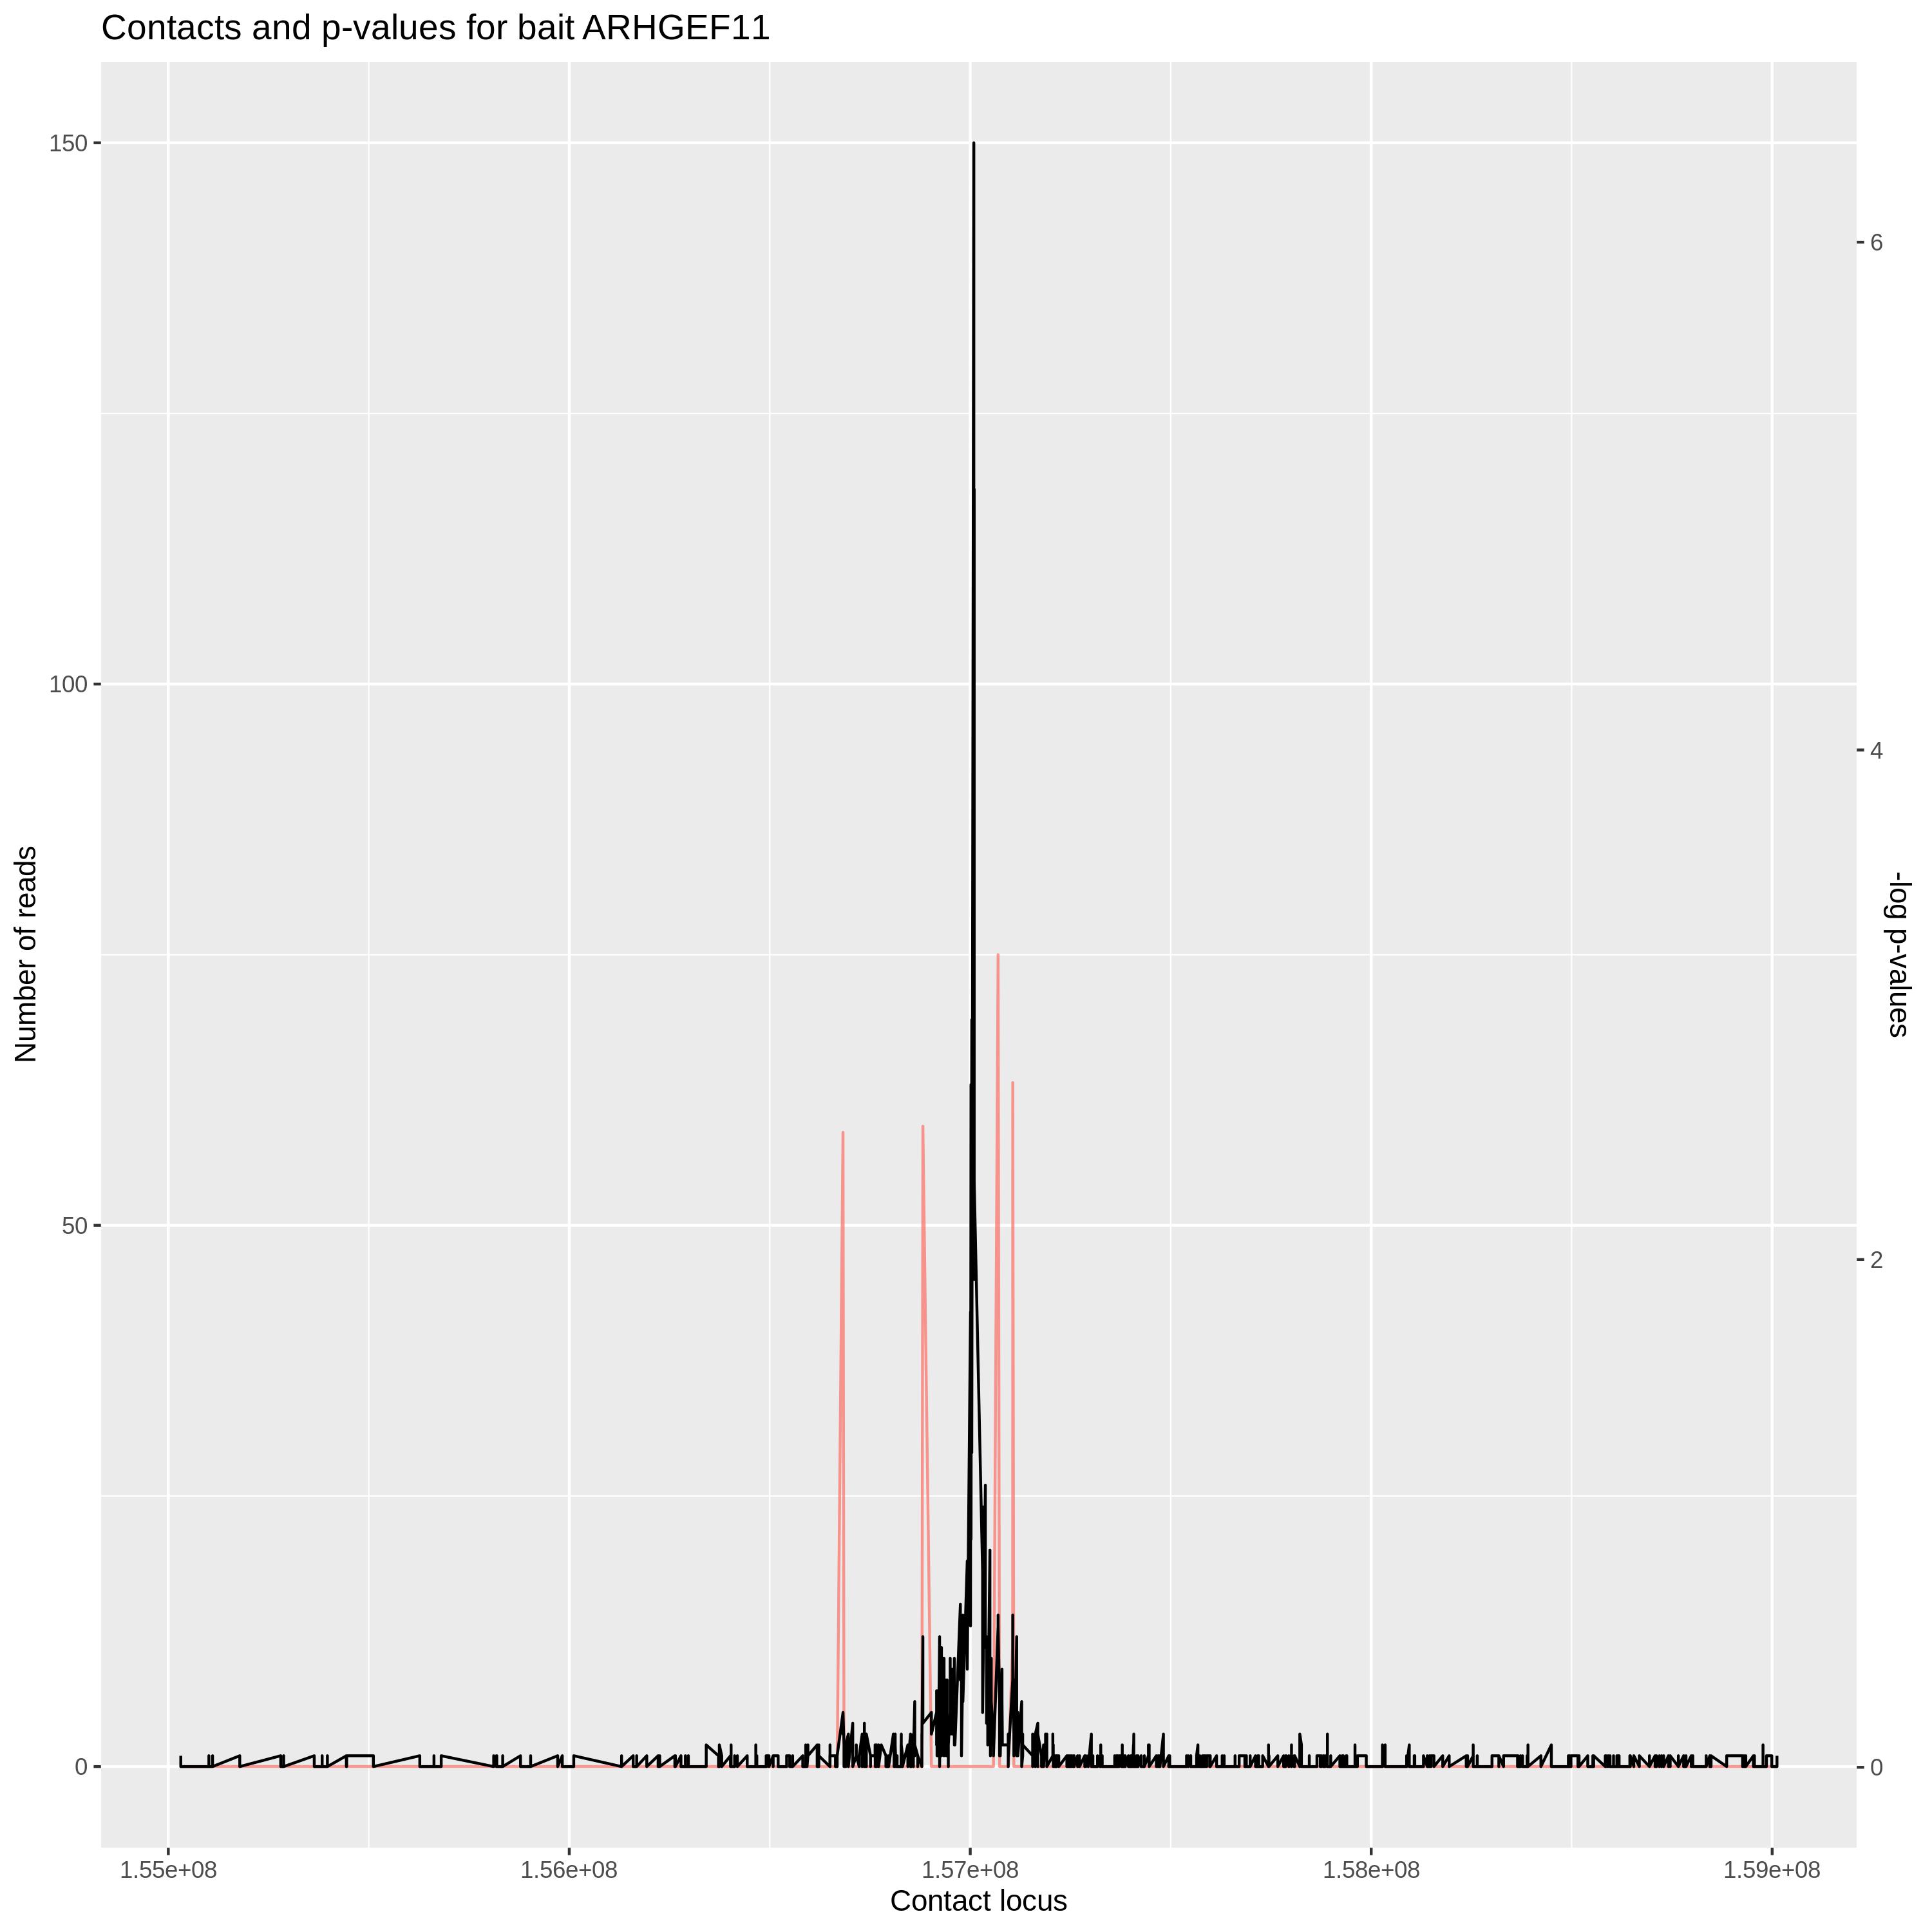 Contacts and p-values for bait ARHGEF11
150
100
50
0
Number of reads
6
4
2
0
-log p-values
1.55e+08
1.56e+08
1.57e+08
1.58e+08
1.59e+08
Contact locus